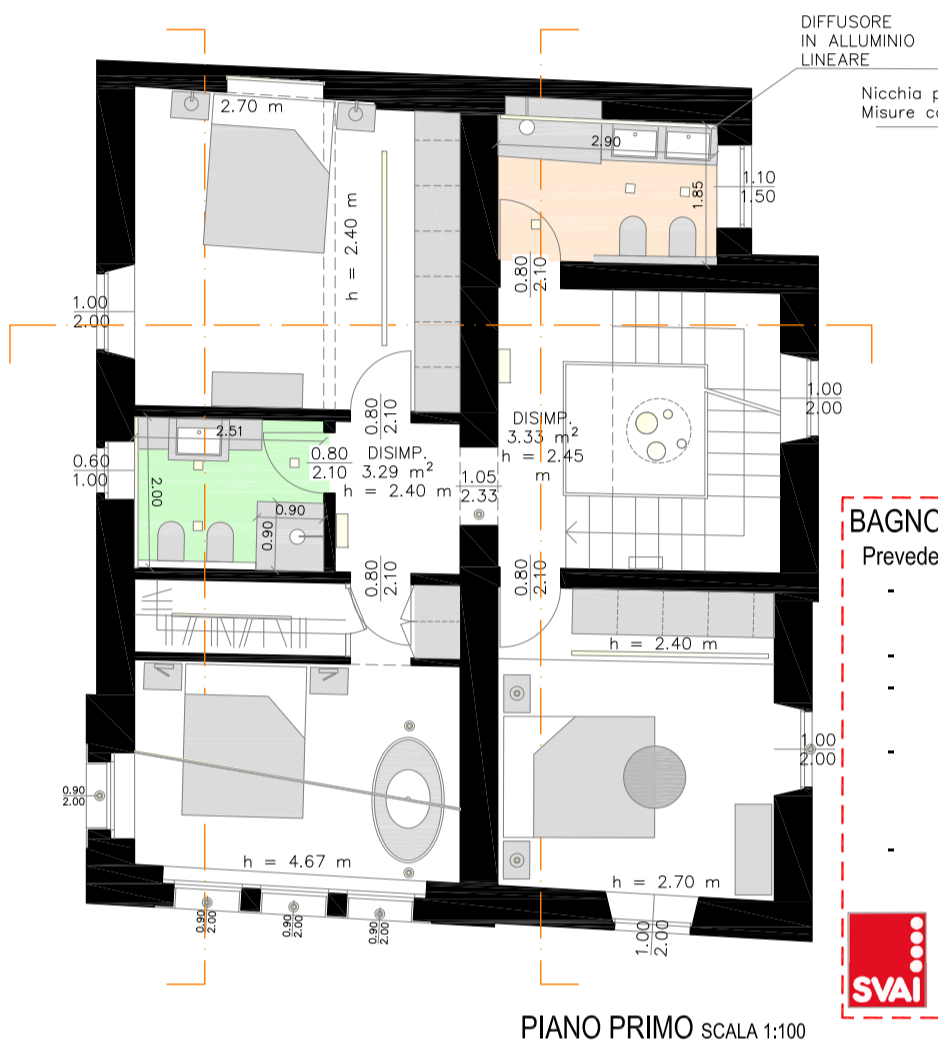 DIFFUSORE
IN ALLUMINIO
LINEARE
Nicchia p
Misure co
2.70 m
2.90
1.10
1.50
1.85
h = 2.40 m
0.80
2.10
1.00
2.00
1.00
2.00
0.80
2.10
DISIMP.
3.33 m²
h = 2.45
m
2.51
0.80
2.10
DISIMP.
3.29 m²
h = 2.40 m
0.60
1.00
1.05
2.33
2.00
0.90
0.90
0.80
2.10
0.80
2.10
h = 2.40 m
1.00
2.00
0.90
2.00
h = 4.67 m
h = 2.70 m
0.90
2.00
0.90
2.00
0.90
2.00
1.00
2.00
BAGNO
Prevede
-
-
-
-
-
SVAI
PIANO PRIMO SCALA 1:100